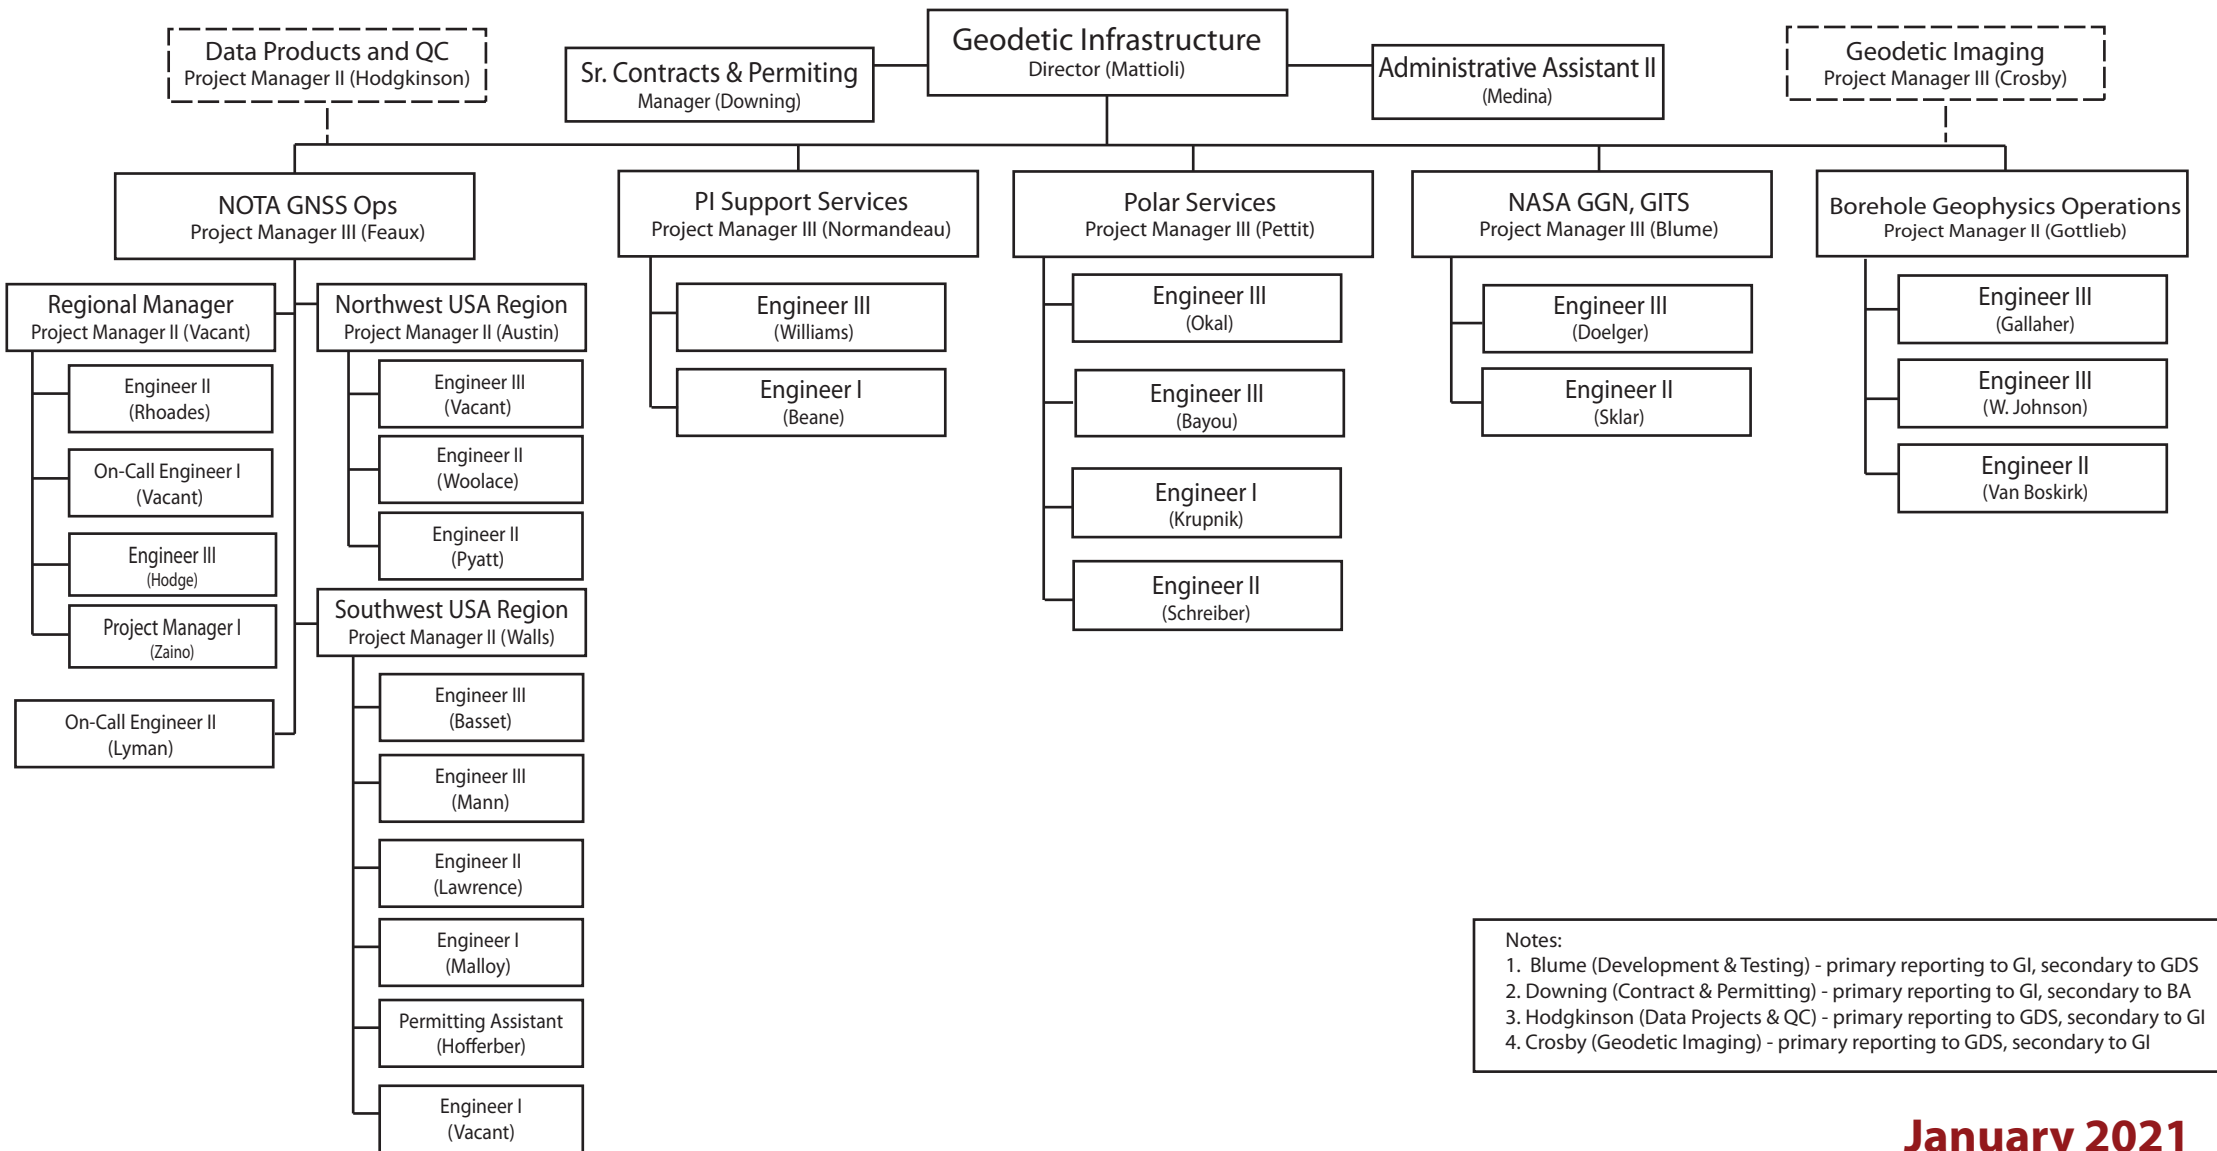 Data Products and QC
Project Manager II (Hodgkinson)
Sr. Contracts & Permiting
Manager (Downing)
Geodetic Infrastructure
Director (Mattioli)
Administrative Assistant II
(Medina)
Geodetic Imaging
Project Manager III (Crosby)
NOTA GNSS Ops
Project Manager III (Feaux)
PI Support Services
Project Manager III (Normandeau)
Polar Services
Project Manager III (Pettit)
NASA GGN, GITS
Project Manager III (Blume)
Borehole Geophysics Operations
Project Manager II (Gottlieb)
Regional Manager
Project Manager II (Vacant)
Engineer II
(Rhoades)
On-Call Engineer I
(Vacant)
Engineer III
(Hodge)
Project Manager I
(Zaino)
On-Call Engineer II
(Lyman)
Northwest USA Region
Project Manager II (Austin)
Engineer III
(Vacant)
Engineer II
(Woolace)
Engineer II
(Pyatt)
Southwest USA Region
Project Manager II (Walls)
Engineer III
(Basset)
Engineer III
(Mann)
Engineer II
(Lawrence)
Engineer I
(Malloy)
Permitting Assistant
(Hofferber)
Engineer I
(Vacant)
Engineer III
(Williams)
Engineer I
(Beane)
Engineer III
(Okal)
Engineer III
(Bayou)
Engineer I
(Krupnik)
Engineer II
(Schreiber)
Engineer III
(Doelger)
Engineer II
(Sklar)
Engineer III
(Gallaher)
Engineer III
(W. Johnson)
Engineer II
(Van Boskirk)
Notes:
1. Blume (Development & Testing) - primary reporting to GI, secondary to GDS
2. Downing (Contract & Permitting) - primary reporting to GI, secondary to BA
3. Hodgkinson (Data Projects & QC) - primary reporting to GDS, secondary to GI
4. Crosby (Geodetic Imaging) - primary reporting to GDS, secondary to GI
January 2021